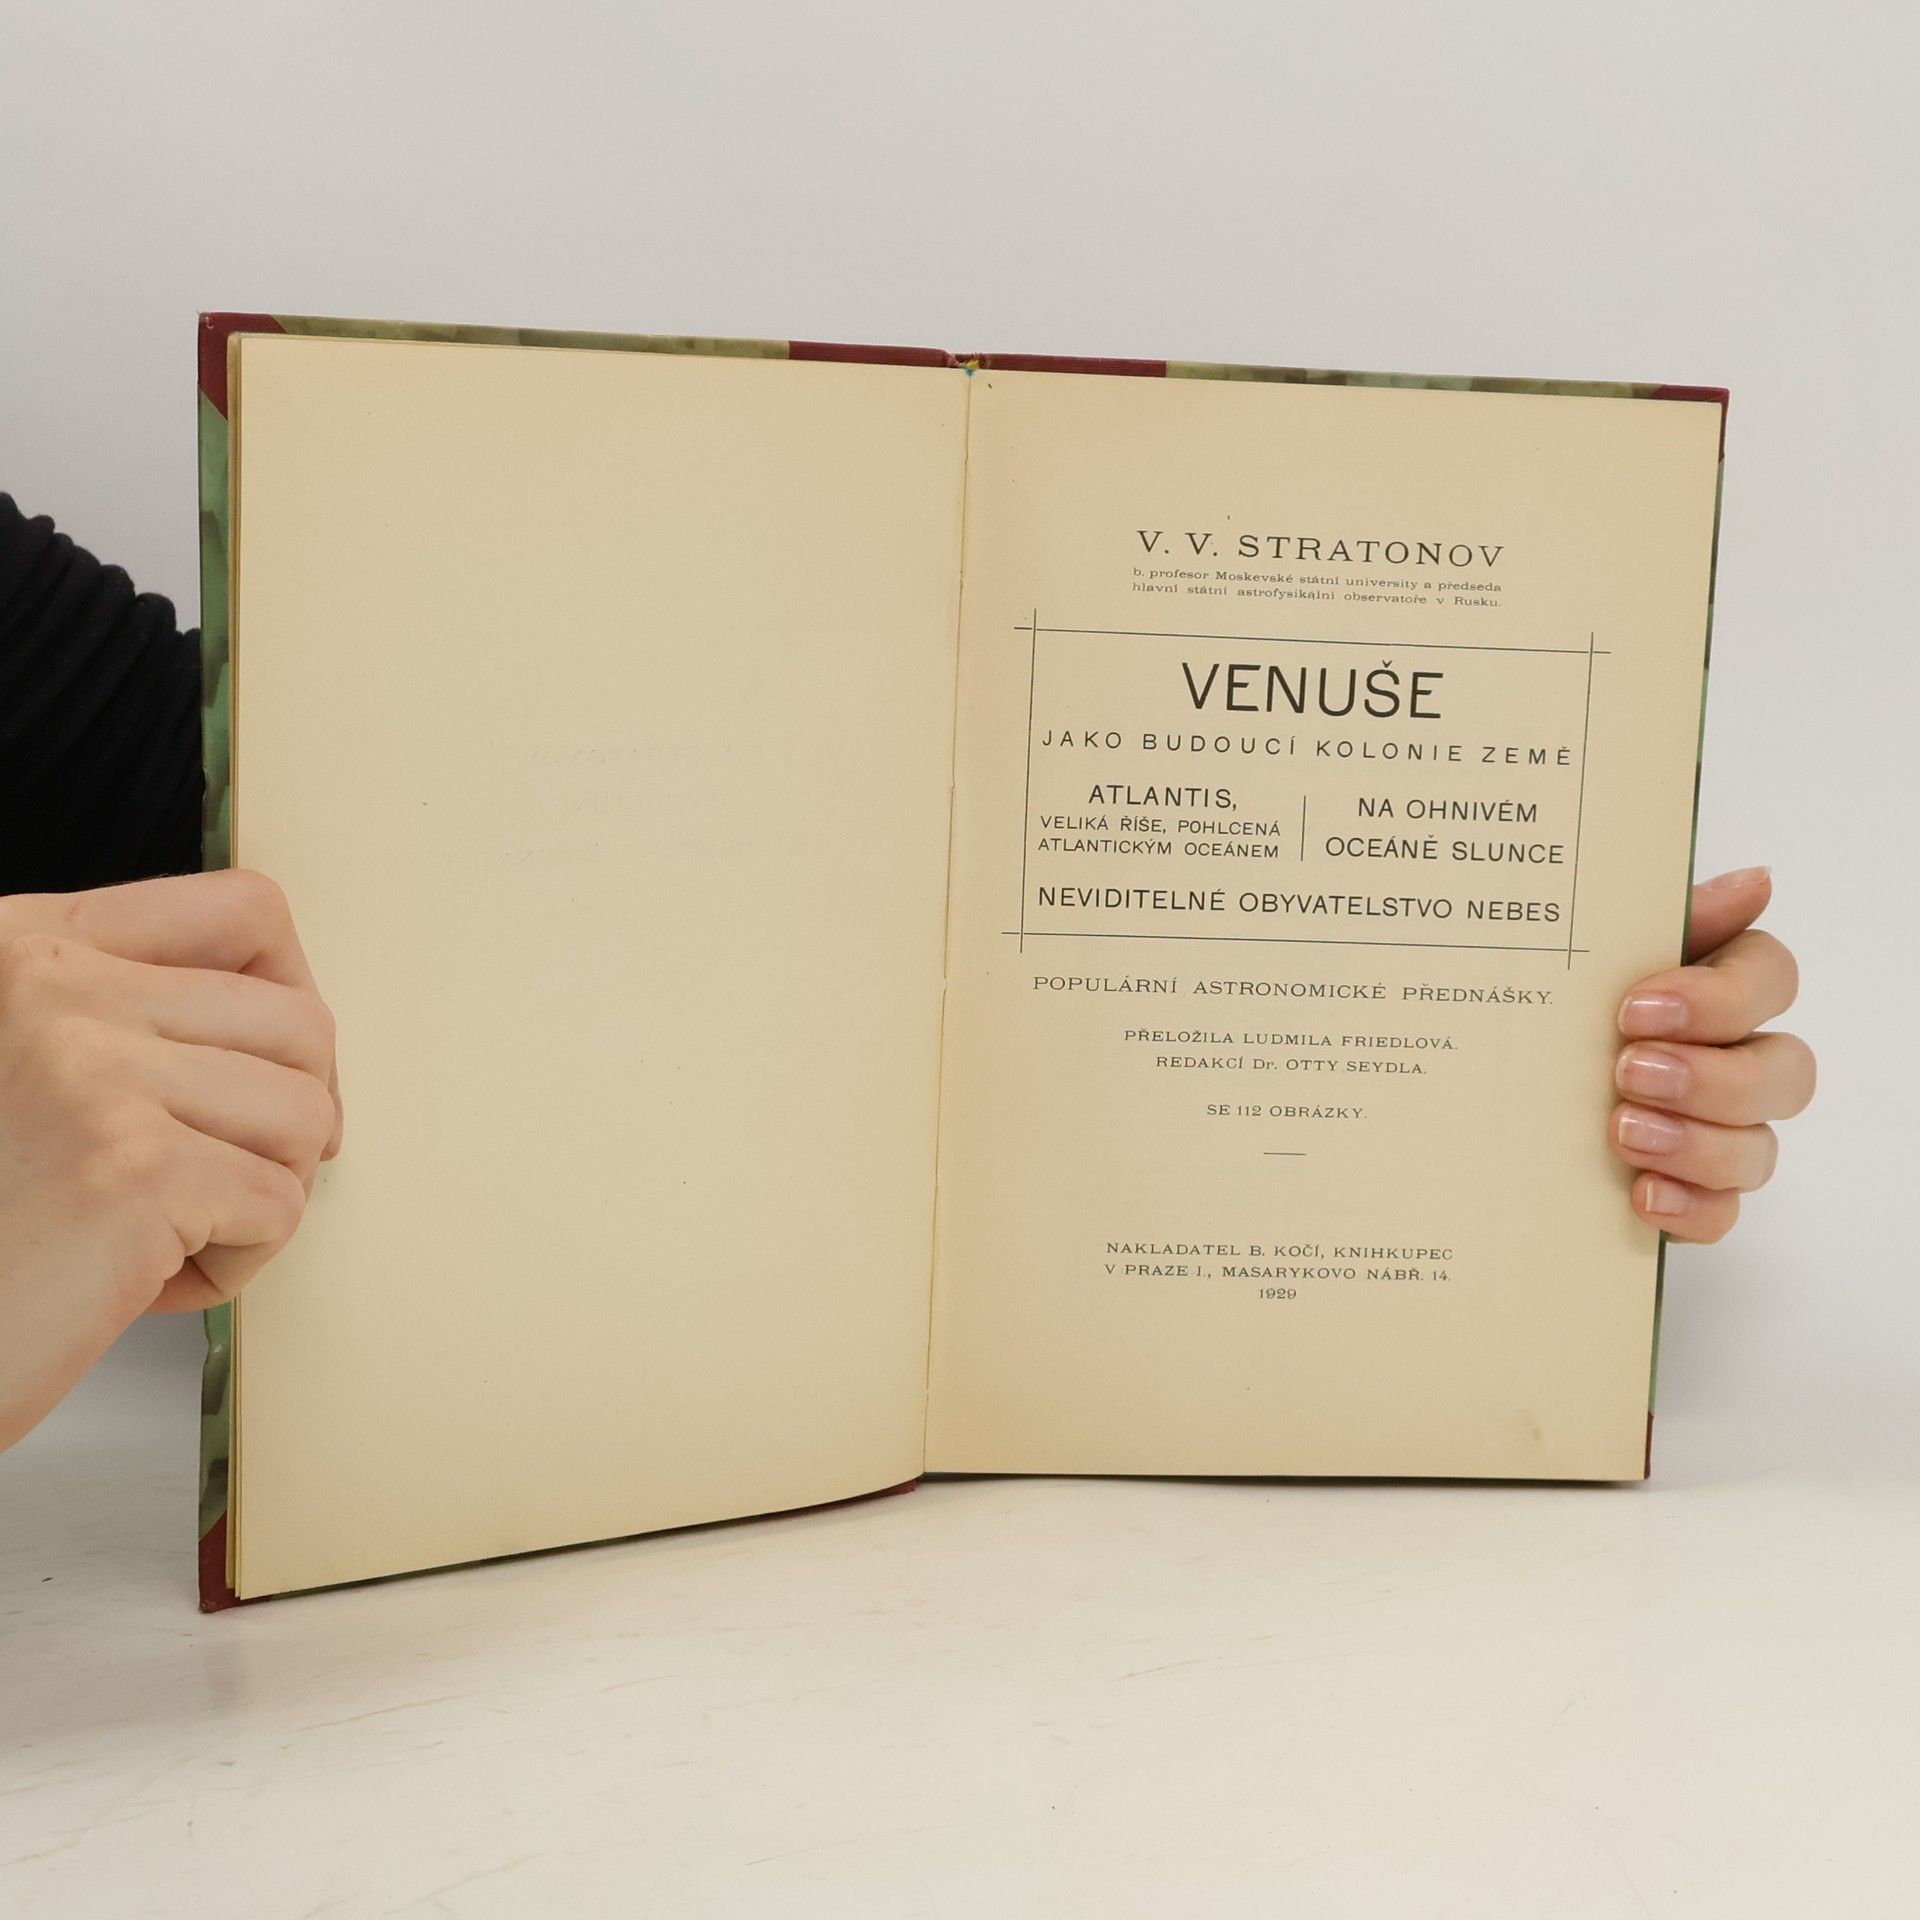 V. V. STRATONOV
b. profesor Moskevské státní university a předseda
hlavní státní astrofysikální observatoře v Rusku.
VENUŠE
JAKO BUDOUCÍ KOLONIE ZEMĚ
ATLANTIS,
VELIKÁ ŘÍŠE, POHLCENÁ
ATLANTICKÝM OCEÁNEM
NA OHNIVÉM
OCEÁNĚ SLUNCE
NEVIDITELNÉ OBYVATELSTVO NEBES
POPULÁRNÍ ASTRONOMICKÉ PŘEDNÁŠKY.
PŘELOŽILA LUDMILA FRIEDLOVÁ.
REDAKCÍ Dr. OTTY SEYDLA.
SE 112 OBRÁZKY.
NAKLADATEL B. KOČÍ, KNIHKUPEC
V PRAZE I., MASARYKOVO NÁBŘ. 14.
1929